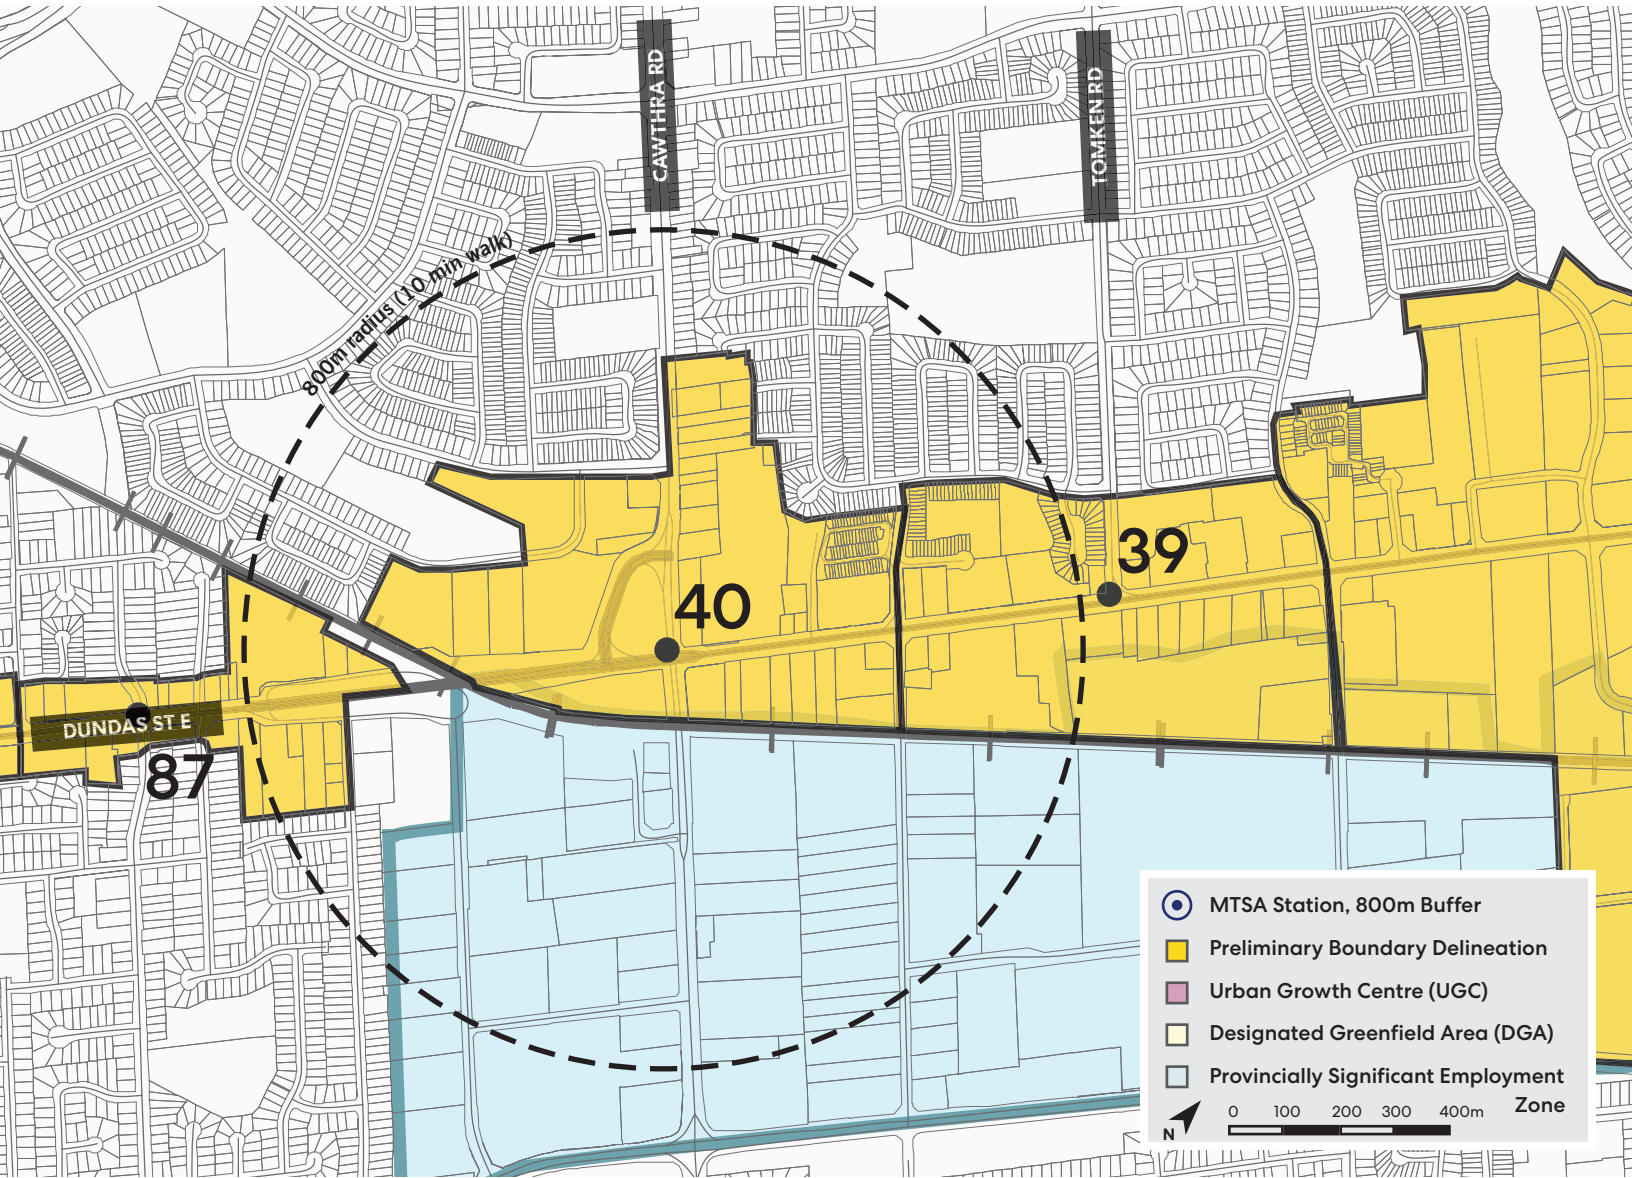 CAWTHRA RD
TOMKEN RD
800m radius (10 min walk)
39
40
DUNDAS ST E
87
MTSA Station, 800m Buffer
Preliminary Boundary Delineation
Urban Growth Centre (UGC)
Designated Greenfield Area (DGA)
Provincially Significant Employment
Zone
N
0 100 200 300 400m